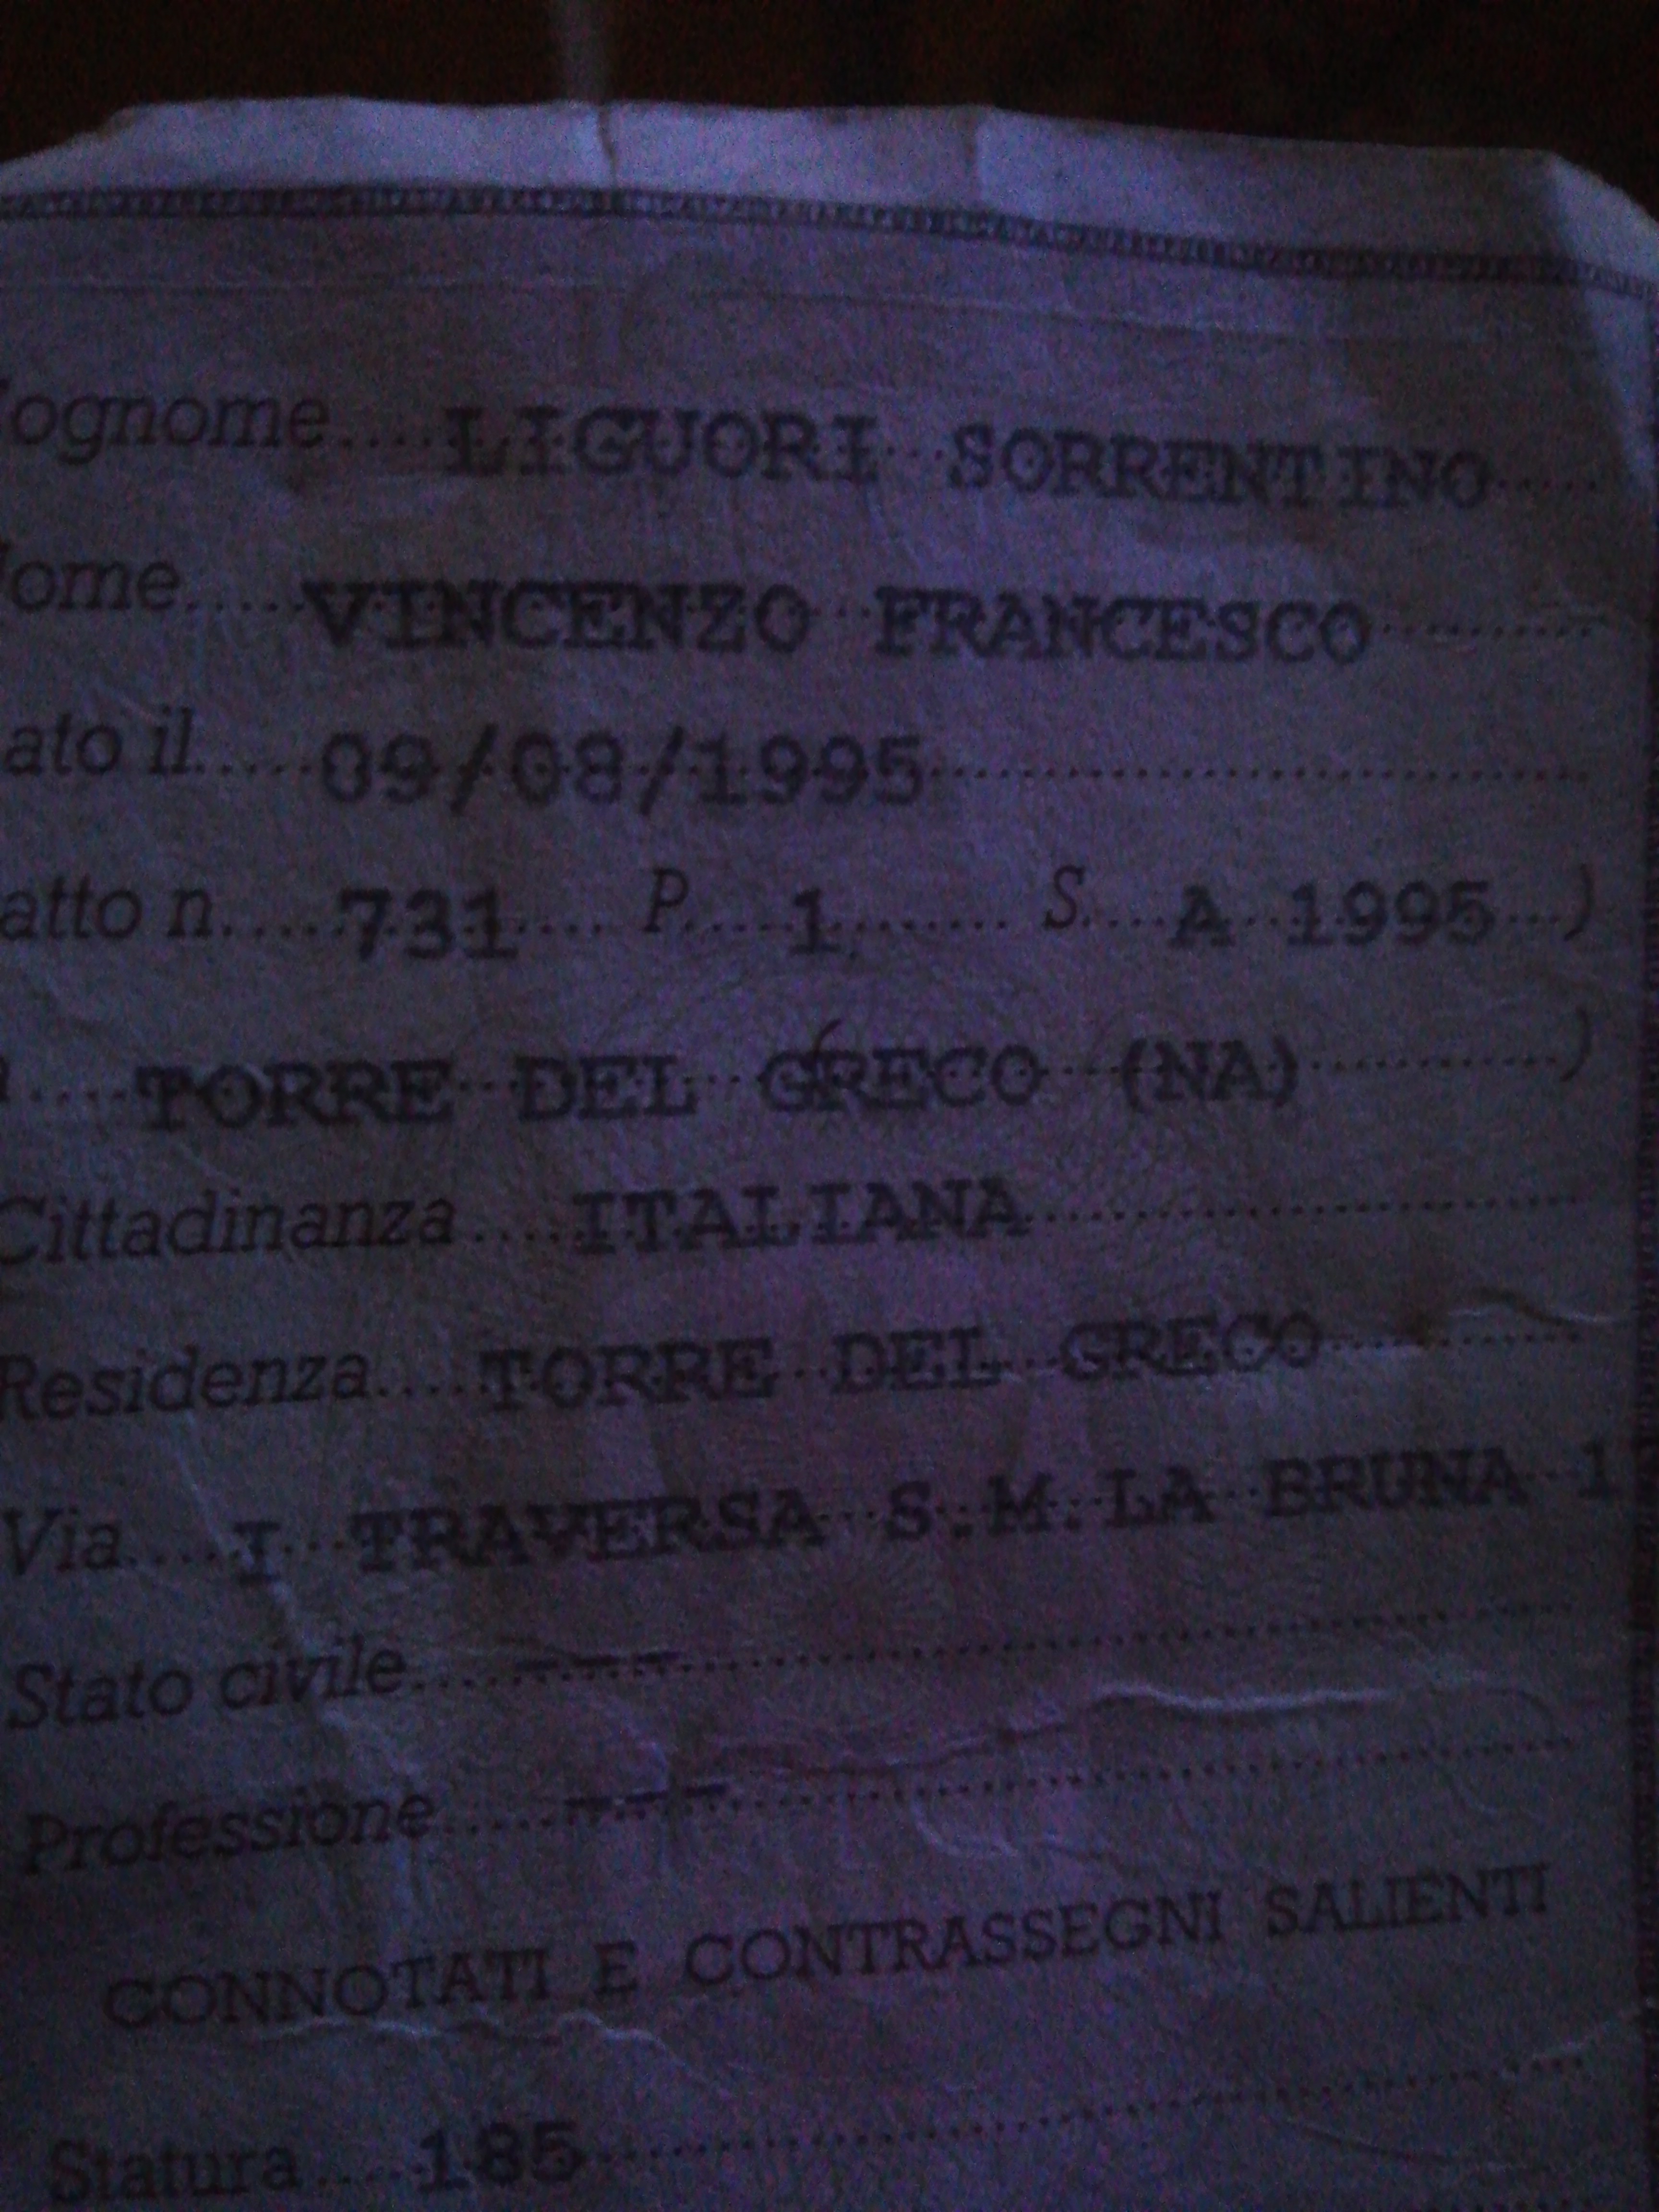 ognome LIGUORI SORRENTINO
ome VINCENZO FRANCESCO
ato il 09/08/1995
atto n. 731 P. 1 S. A 1995 )
TORRE DEL GRECO (NA) )
Cittadinanza ITALIANA
Residenza TORRE DEL GRECO
Via I TRAVERSA S.M.LA BRUNA 1
Stato civile ---
Professione ---
CONNOTATI E CONTRASSEGNI SALIENTI
Statura 185